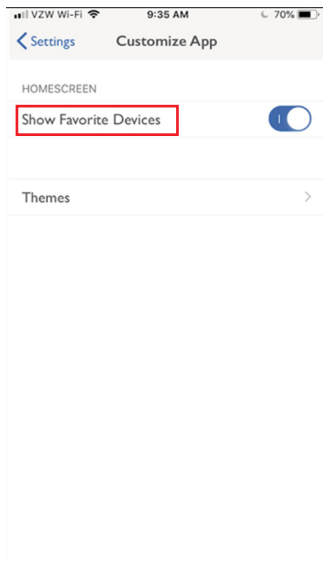 VZW Wi-Fi 9:35 AM 70%
Settings Customize App
HOMESCREEN
Show Favorite Devices
Themes